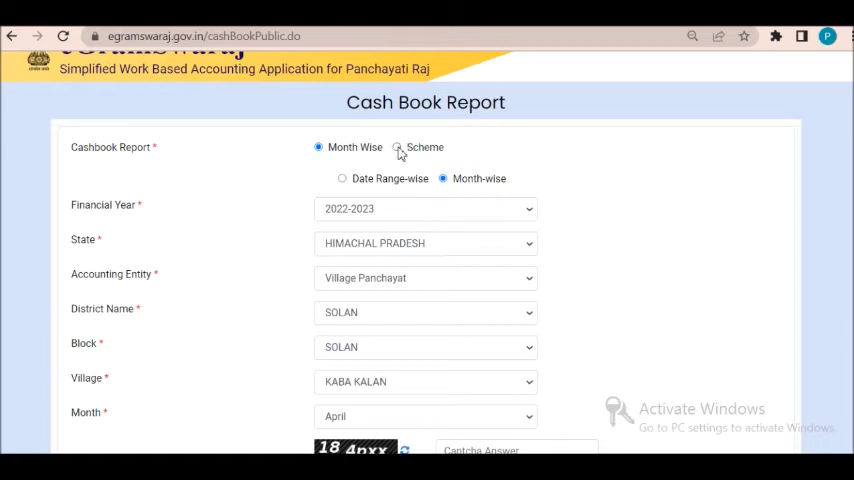 egramswaraj.gov.in/cashBookPublic.do
P
eGramSwaraj
Simplified Work Based Accounting Application for Panchayati Raj
Cash Book Report
Cashbook Report * Month Wise Scheme
Date Range-wise Month-wise
Financial Year * 2022-2023
State * HIMACHAL PRADESH
Accounting Entity * Village Panchayat
District Name * SOLAN
Block * SOLAN
Village * KABA KALAN
Month * April
18 4pxx Captcha Answer
Activate Windows
Go to PC settings to activate Windows.